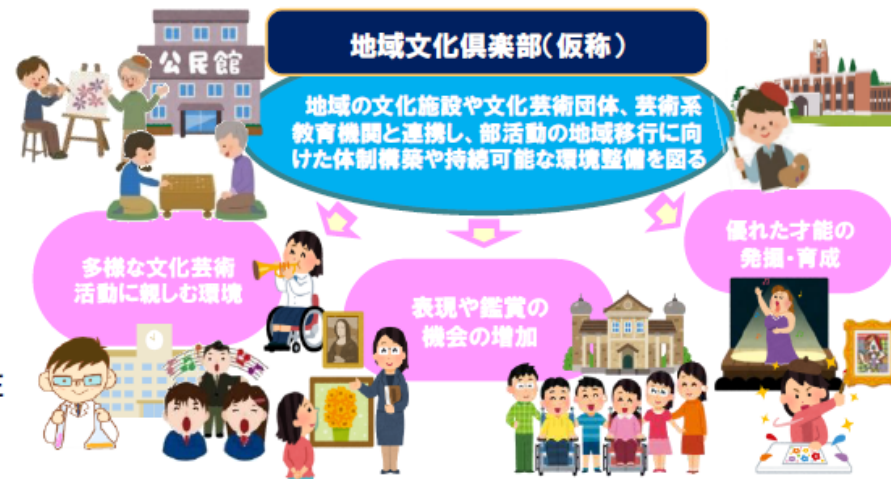 地域文化倶楽部(仮称)
公民館
地域の文化施設や文化芸術団体、芸術系
教育機関と連携し、部活動の地域移行に向
けた体制構築や持続可能な環境整備を図る
優れた才能の
発掘・育成
多様な文化芸術
活動に親しむ環境
表現や鑑賞の
機会の増加